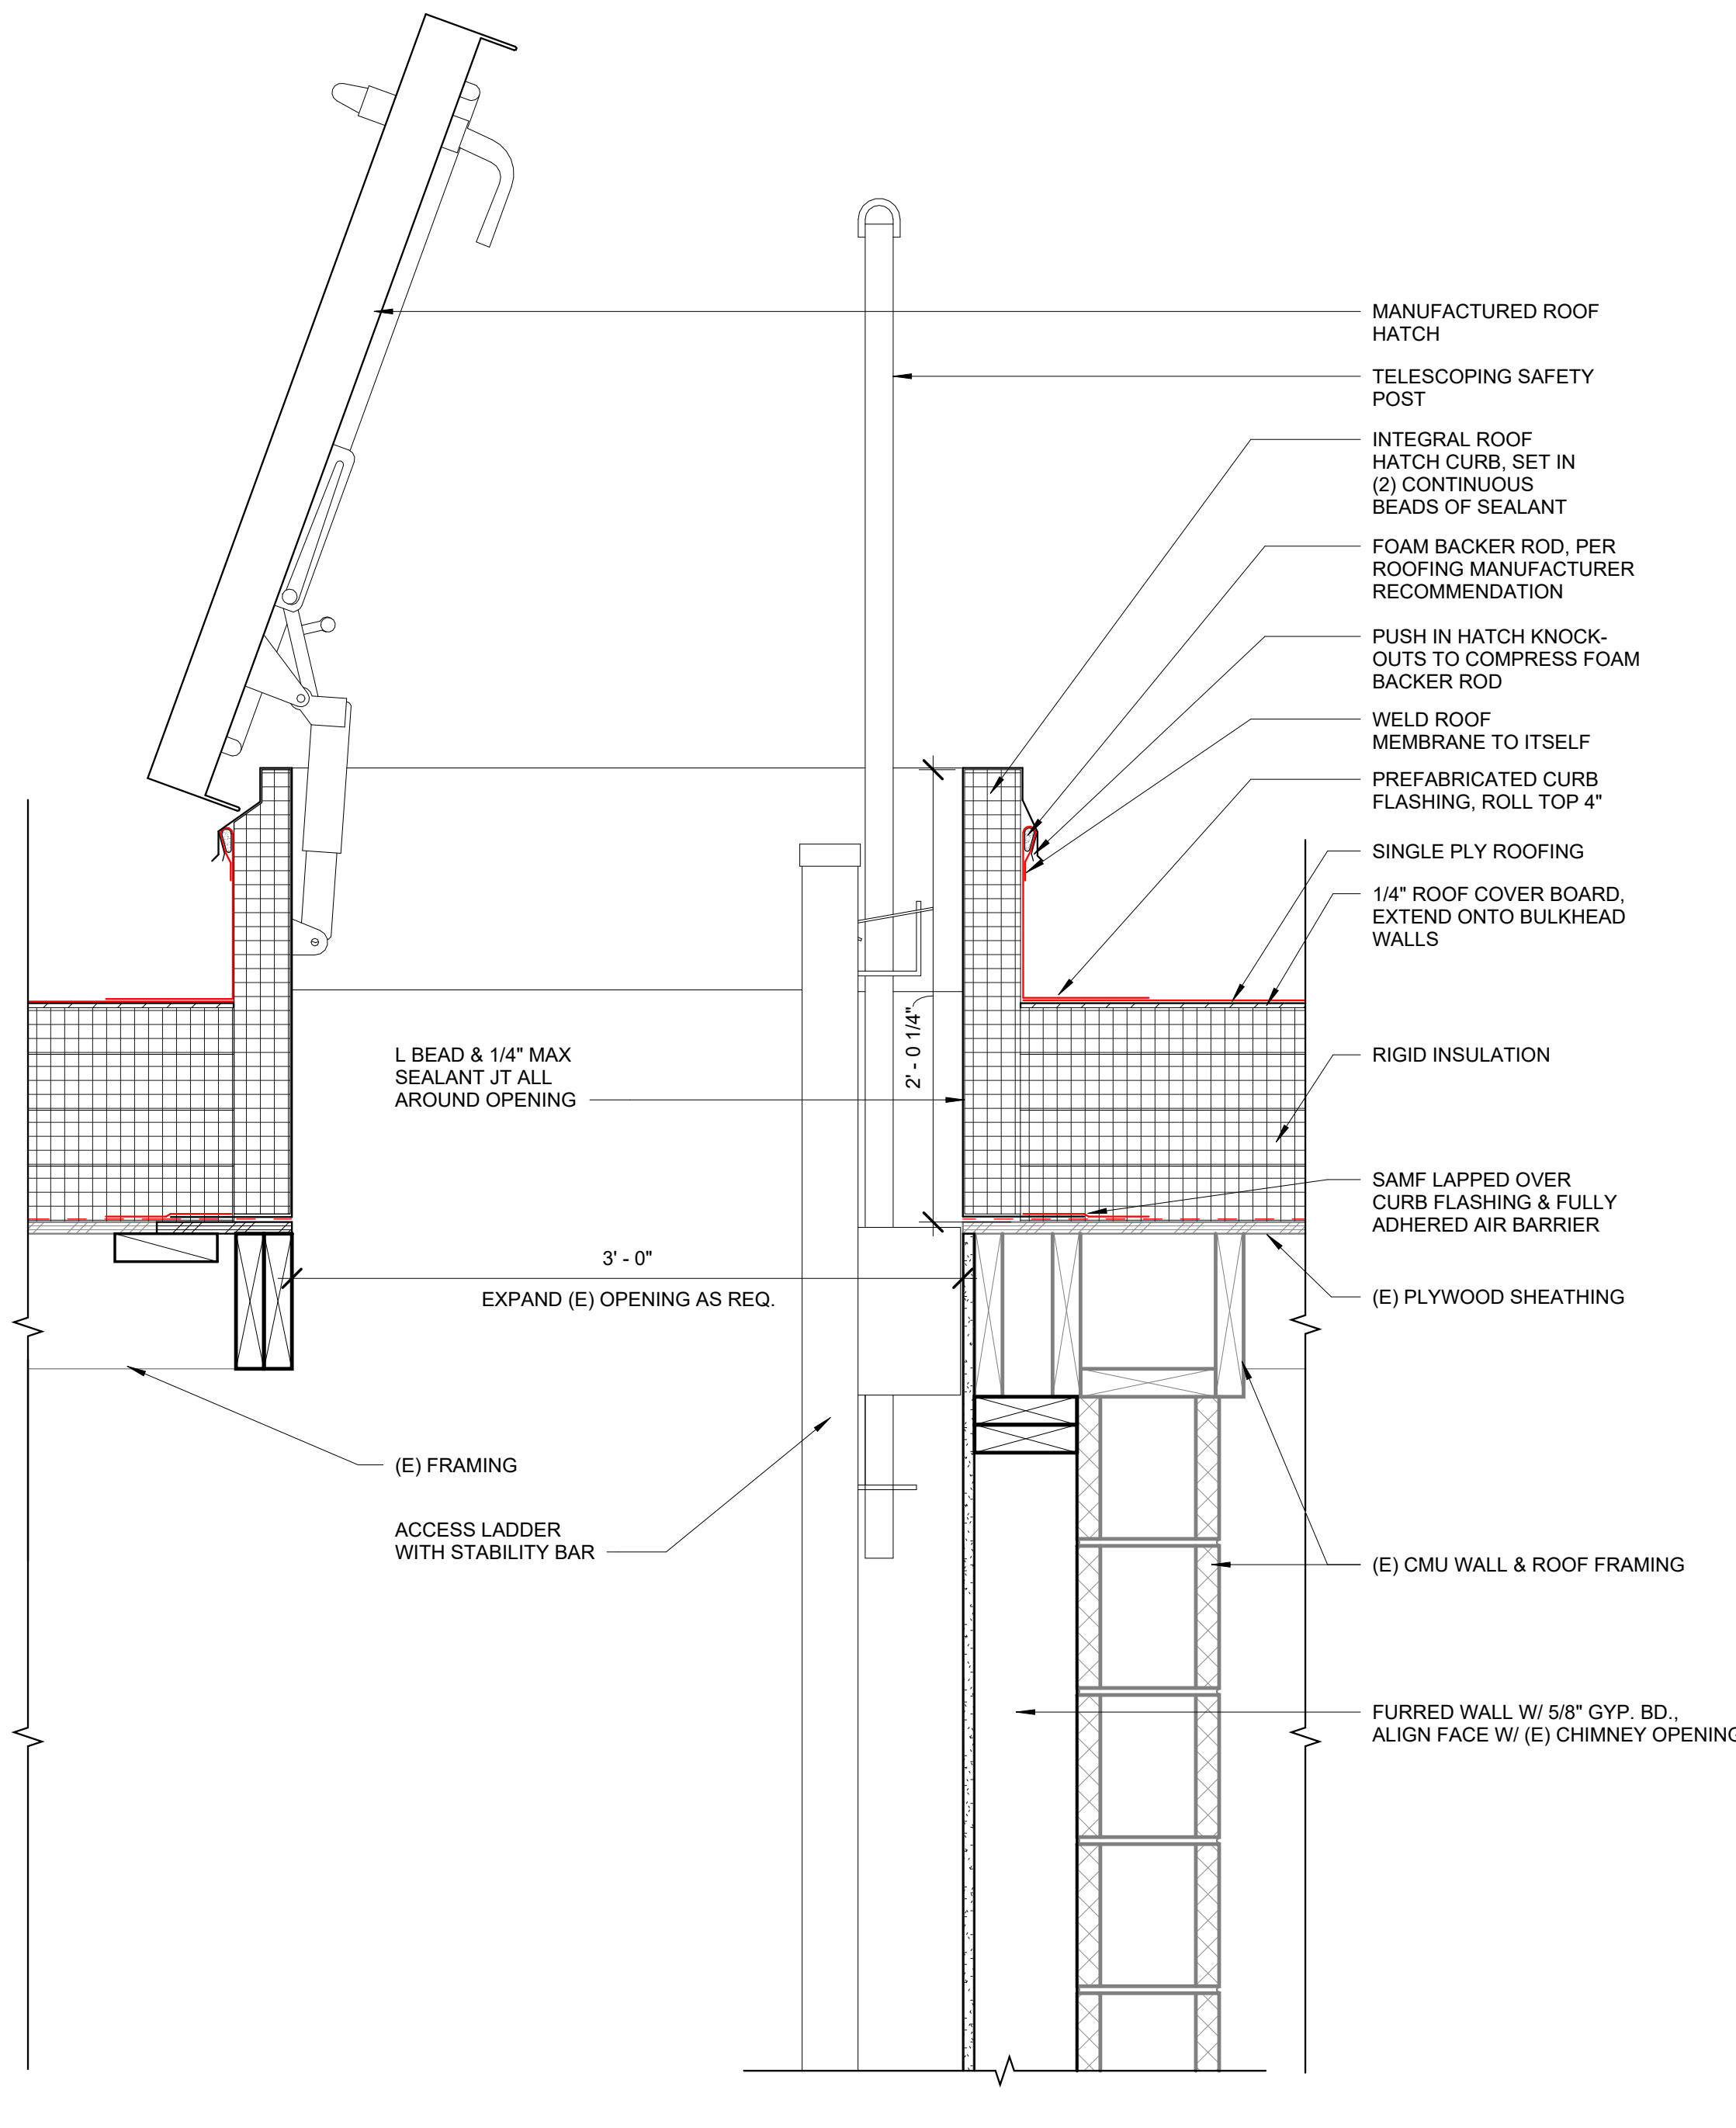 MANUFACTURED ROOF
HATCH
TELESCOPING SAFETY
POST
INTEGRAL ROOF
HATCH CURB, SET IN
(2) CONTINUOUS
BEADS OF SEALANT
FOAM BACKER ROD, PER
ROOFING MANUFACTURER
RECOMMENDATION
PUSH IN HATCH KNOCK-
OUTS TO COMPRESS FOAM
BACKER ROD
WELD ROOF
MEMBRANE TO ITSELF
PREFABRICATED CURB
FLASHING, ROLL TOP 4"
SINGLE PLY ROOFING
1/4" ROOF COVER BOARD,
EXTEND ONTO BULKHEAD
WALLS
L BEAD & 1/4" MAX
SEALANT JT ALL
AROUND OPENING
2' - 0 1/4"
RIGID INSULATION
SAMF LAPPED OVER
CURB FLASHING & FULLY
ADHERED AIR BARRIER
3' - 0"
EXPAND (E) OPENING AS REQ.
(E) PLYWOOD SHEATHING
(E) FRAMING
ACCESS LADDER
WITH STABILITY BAR
(E) CMU WALL & ROOF FRAMING
FURRED WALL W/ 5/8" GYP. BD.,
ALIGN FACE W/ (E) CHIMNEY OPENING